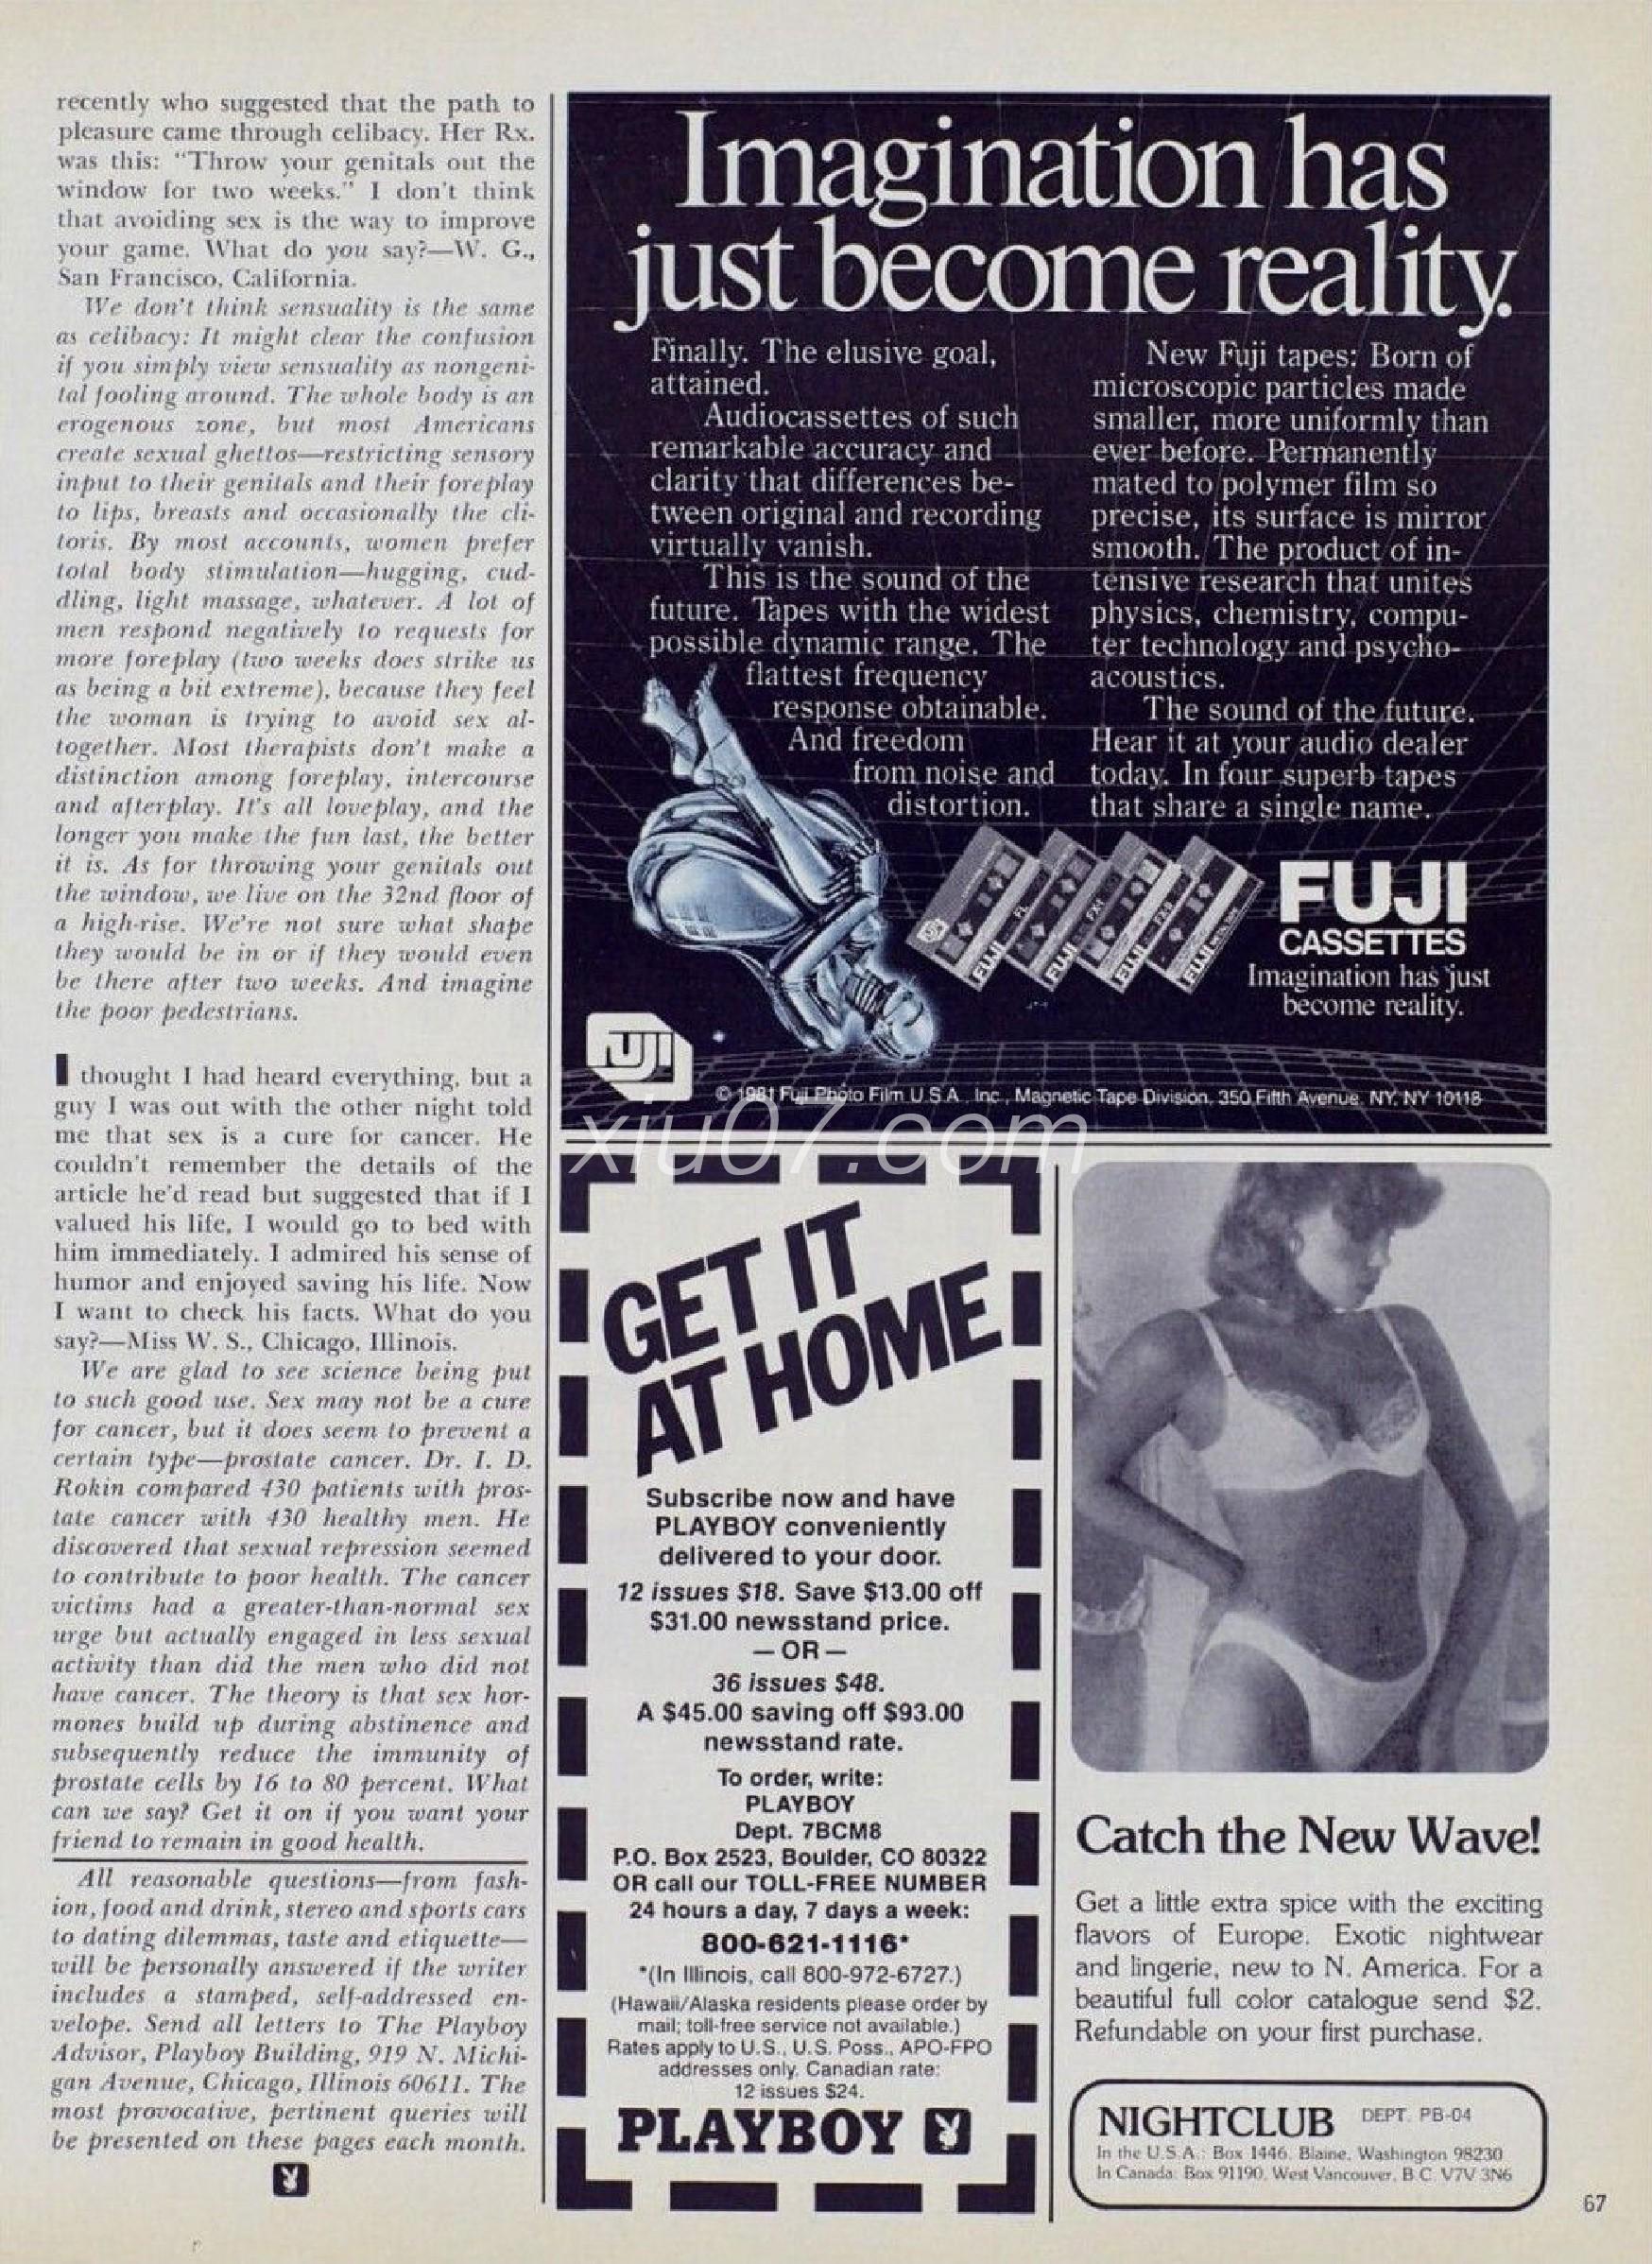 recently who suggested that the path to
pleasure came through celibacy. Her Rx.
was this: "Throw your genitals out the
window for two weeks." I don't think
that avoiding sex is the way to improve
your game. What do you say?—W. G.,
San Francisco, California.
We don't think sensuality is the same
as celibacy: It might clear the confusion
if you simply view sensuality as nongeni-
tal fooling around. The whole body is an
erogenous zone, but most Americans
create sexual ghettos—restricting sensory
input to their genitals and their foreplay
to lips, breasts and occasionally the cli-
toris. By most accounts, women prefer
total body stimulation—hugging, cud-
dling, light massage, whatever. A lot of
men respond negatively to requests for
more foreplay (two weeks does strike us
as being a bit extreme), because they feel
the woman is trying to avoid sex al-
together. Most therapists don't make a
distinction among foreplay, intercourse
and afterplay. It's all loveplay, and the
longer you make the fun last, the better
it is. As for throwing your genitals out
the window, we live on the 32nd floor of
a high-rise. We're not sure what shape
they would be in or if they would even
be there after two weeks. And imagine
the poor pedestrians.
I thought I had heard everything, but a
guy I was out with the other night told
me that sex is a cure for cancer. He
couldn't remember the details of the
article he'd read but suggested that if I
valued his life, I would go to bed with
him immediately. I admired his sense of
humor and enjoyed saving his life. Now
I want to check his facts. What do you
say?—Miss W. S., Chicago, Illinois.
We are glad to see science being put
to such good use. Sex may not be a cure
for cancer, but it does seem to prevent a
certain type—prostate cancer. Dr. I. D.
Rokin compared 430 patients with pros-
tate cancer with 430 healthy men. He
discovered that sexual repression seemed
to contribute to poor health. The cancer
victims had a greater-than-normal sex
urge but actually engaged in less sexual
activity than did the men who did not
have cancer. The theory is that sex hor-
mones build up during abstinence and
subsequently reduce the immunity of
prostate cells by 16 to 80 percent. What
can we say? Get it on if you want your
friend to remain in good health.
All reasonable questions—from fash-
ion, food and drink, stereo and sports cars
to dating dilemmas, taste and etiquette—
will be personally answered if the writer
includes a stamped, self-addressed en-
velope. Send all letters to The Playboy
Advisor, Playboy Building, 919 N. Michi-
gan Avenue, Chicago, Illinois 60611. The
most provocative, pertinent queries will
be presented on these pages each month.
Imagination has
just become reality.
Finally. The elusive goal,
attained.
Audiocassettes of such
remarkable accuracy and
clarity that differences be-
tween original and recording
virtually vanish.
This is the sound of the
future. Tapes with the widest
possible dynamic range. The
flattest frequency
response obtainable.
And freedom
from noise and
distortion.
New Fuji tapes: Born of
microscopic particles made
smaller, more uniformly than
ever before. Permanently
mated to polymer film so
precise, its surface is mirror
smooth. The product of in-
tensive research that unites
physics, chemistry, compu-
ter technology and psycho-
acoustics.
The sound of the future.
Hear it at your audio dealer
today. In four superb tapes
that share a single name.
FUJI
FUJI
FUJI
FUJI
FUJI
CASSETTES
Imagination has just
become reality.
FUJI
© 1981 Fuji Photo Film U.S.A., Inc., Magnetic Tape Division, 350 Fifth Avenue, NY, NY 10118
xiu07.com
GET IT
AT HOME
Subscribe now and have
PLAYBOY conveniently
delivered to your door.
12 issues $18. Save $13.00 off
$31.00 newsstand price.
— OR —
36 issues $48.
A $45.00 saving off $93.00
newsstand rate.
To order, write:
PLAYBOY
Dept. 7BCM8
P.O. Box 2523, Boulder, CO 80322
OR call our TOLL-FREE NUMBER
24 hours a day, 7 days a week:
800-621-1116*
*(In Illinois, call 800-972-6727.)
(Hawaii/Alaska residents please order by
mail; toll-free service not available.)
Rates apply to U.S., U.S. Poss., APO-FPO
addresses only. Canadian rate:
12 issues $24.
PLAYBOY
Catch the New Wave!
Get a little extra spice with the exciting
flavors of Europe. Exotic nightwear
and lingerie, new to N. America. For a
beautiful full color catalogue send $2.
Refundable on your first purchase.
NIGHTCLUB DEPT. PB-04
In the U.S.A.: Box 1446, Blaine, Washington 98230
In Canada: Box 91190, West Vancouver, B.C. V7V 3N6
67